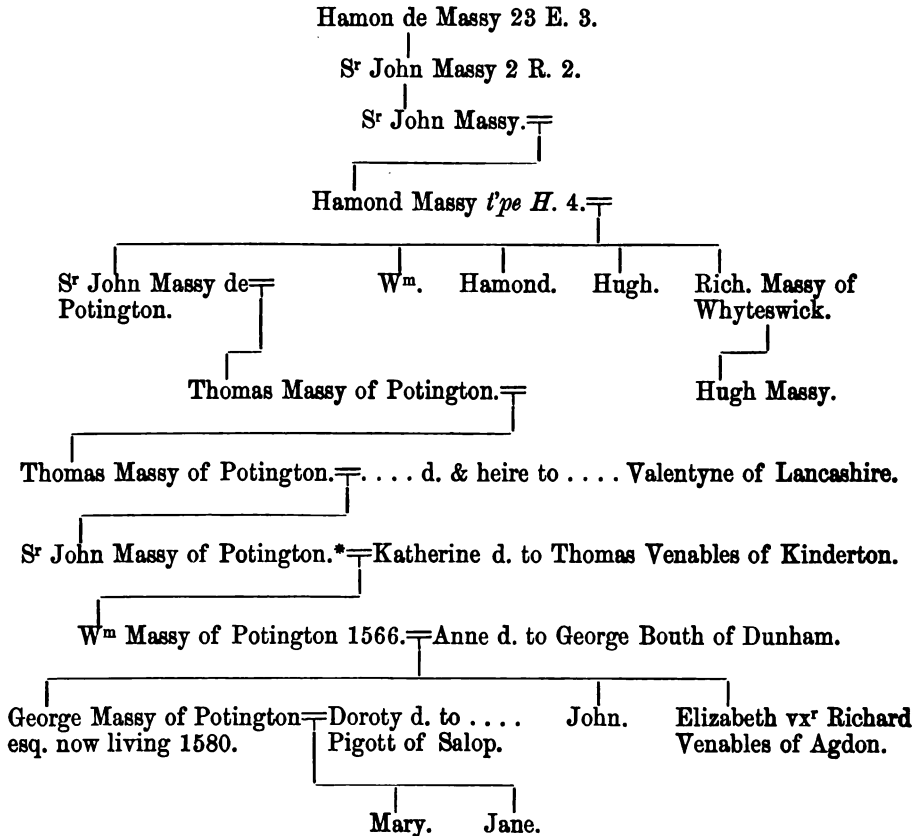 Hamon de Massy 23 E. 3.
Sr John Massy 2 R. 2.
Sr John Massy.
Hamond Massy t'pe H. 4.
Sr John Massy de Potington.
Wm.
Hamond.
Hugh.
Rich. Massy of Whyteswick.
Thomas Massy of Potington.
Hugh Massy.
Thomas Massy of Potington. . . . . d. & heire to . . . . Valentyne of Lancashire.
Sr John Massy of Potington.* Katherine d. to Thomas Venables of Kinderton.
Wm Massy of Potington 1566. Anne d. to George Bouth of Dunham.
George Massy of Potington
esq. now living 1580.
Doroty d. to . . . .
Pigott of Salop.
John.
Elizabeth vxr Richard
Venables of Agdon.
Mary.
Jane.